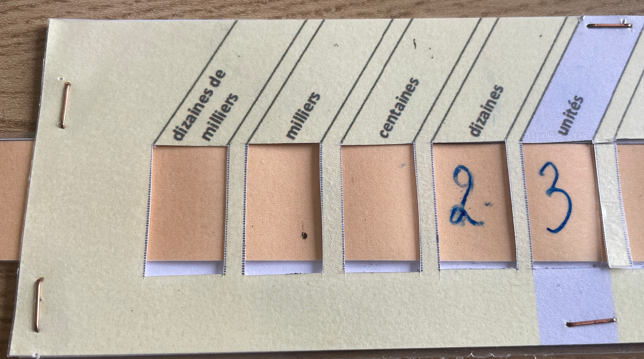 dizaines de
milliers
milliers
centaines
dizaines
unités
2 3